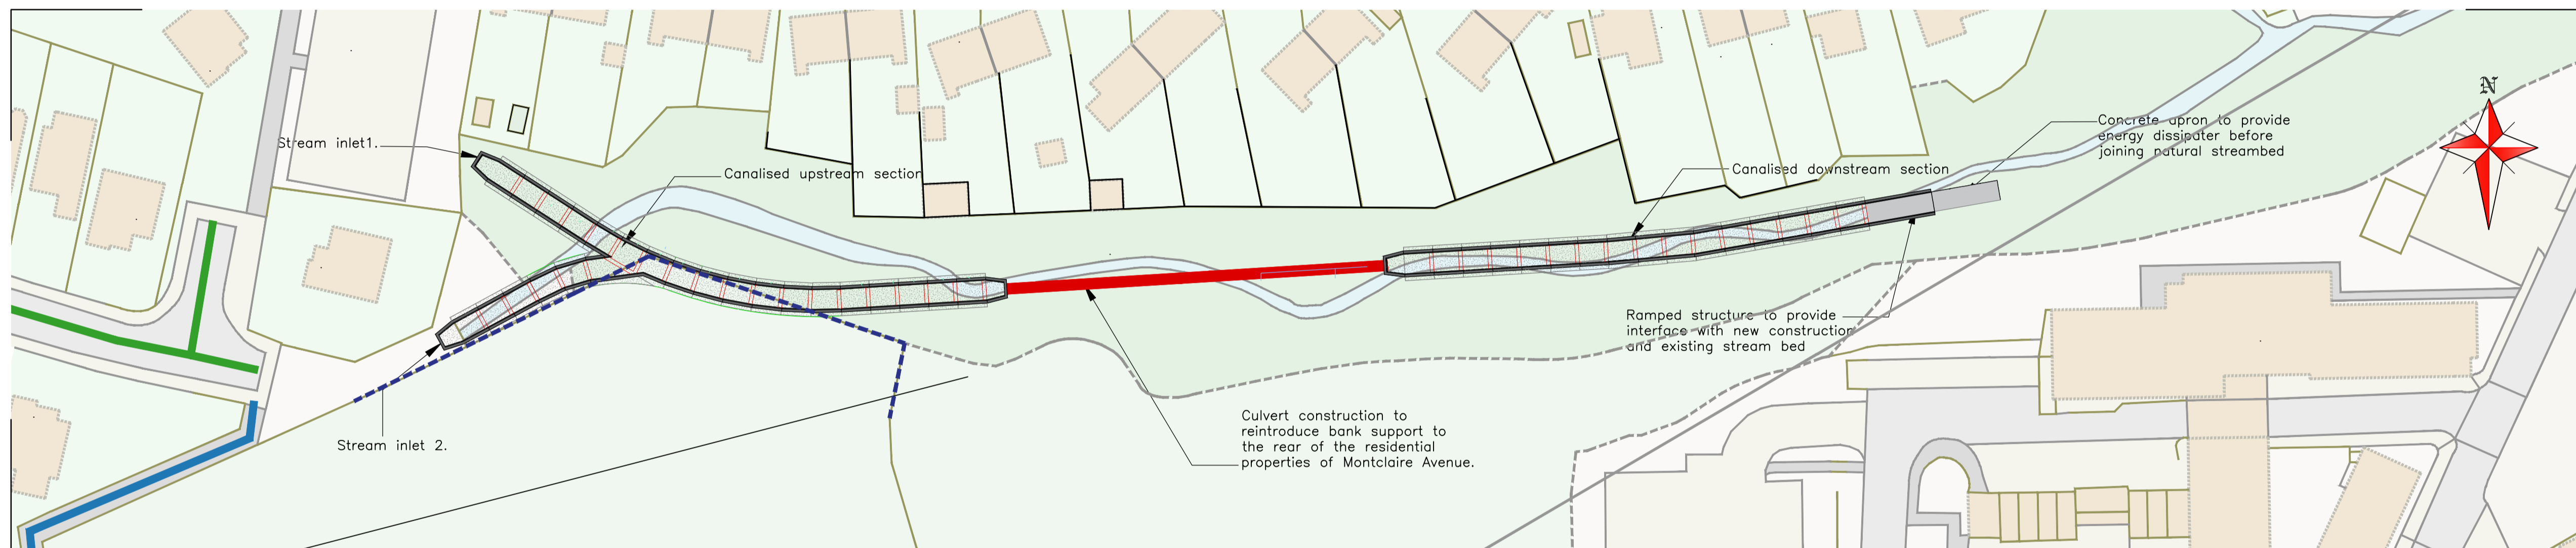 N
Concrete apron to provide
energy dissipater before
joining natural streambed
Stream inlet1.
Canalised upstream section
Canalised downstream section
Ramped structure to provide
interface with new construction
and existing stream bed
Culvert construction to
reintroduce bank support to
the rear of the residential
properties of Montclaire Avenue.
Stream inlet 2.